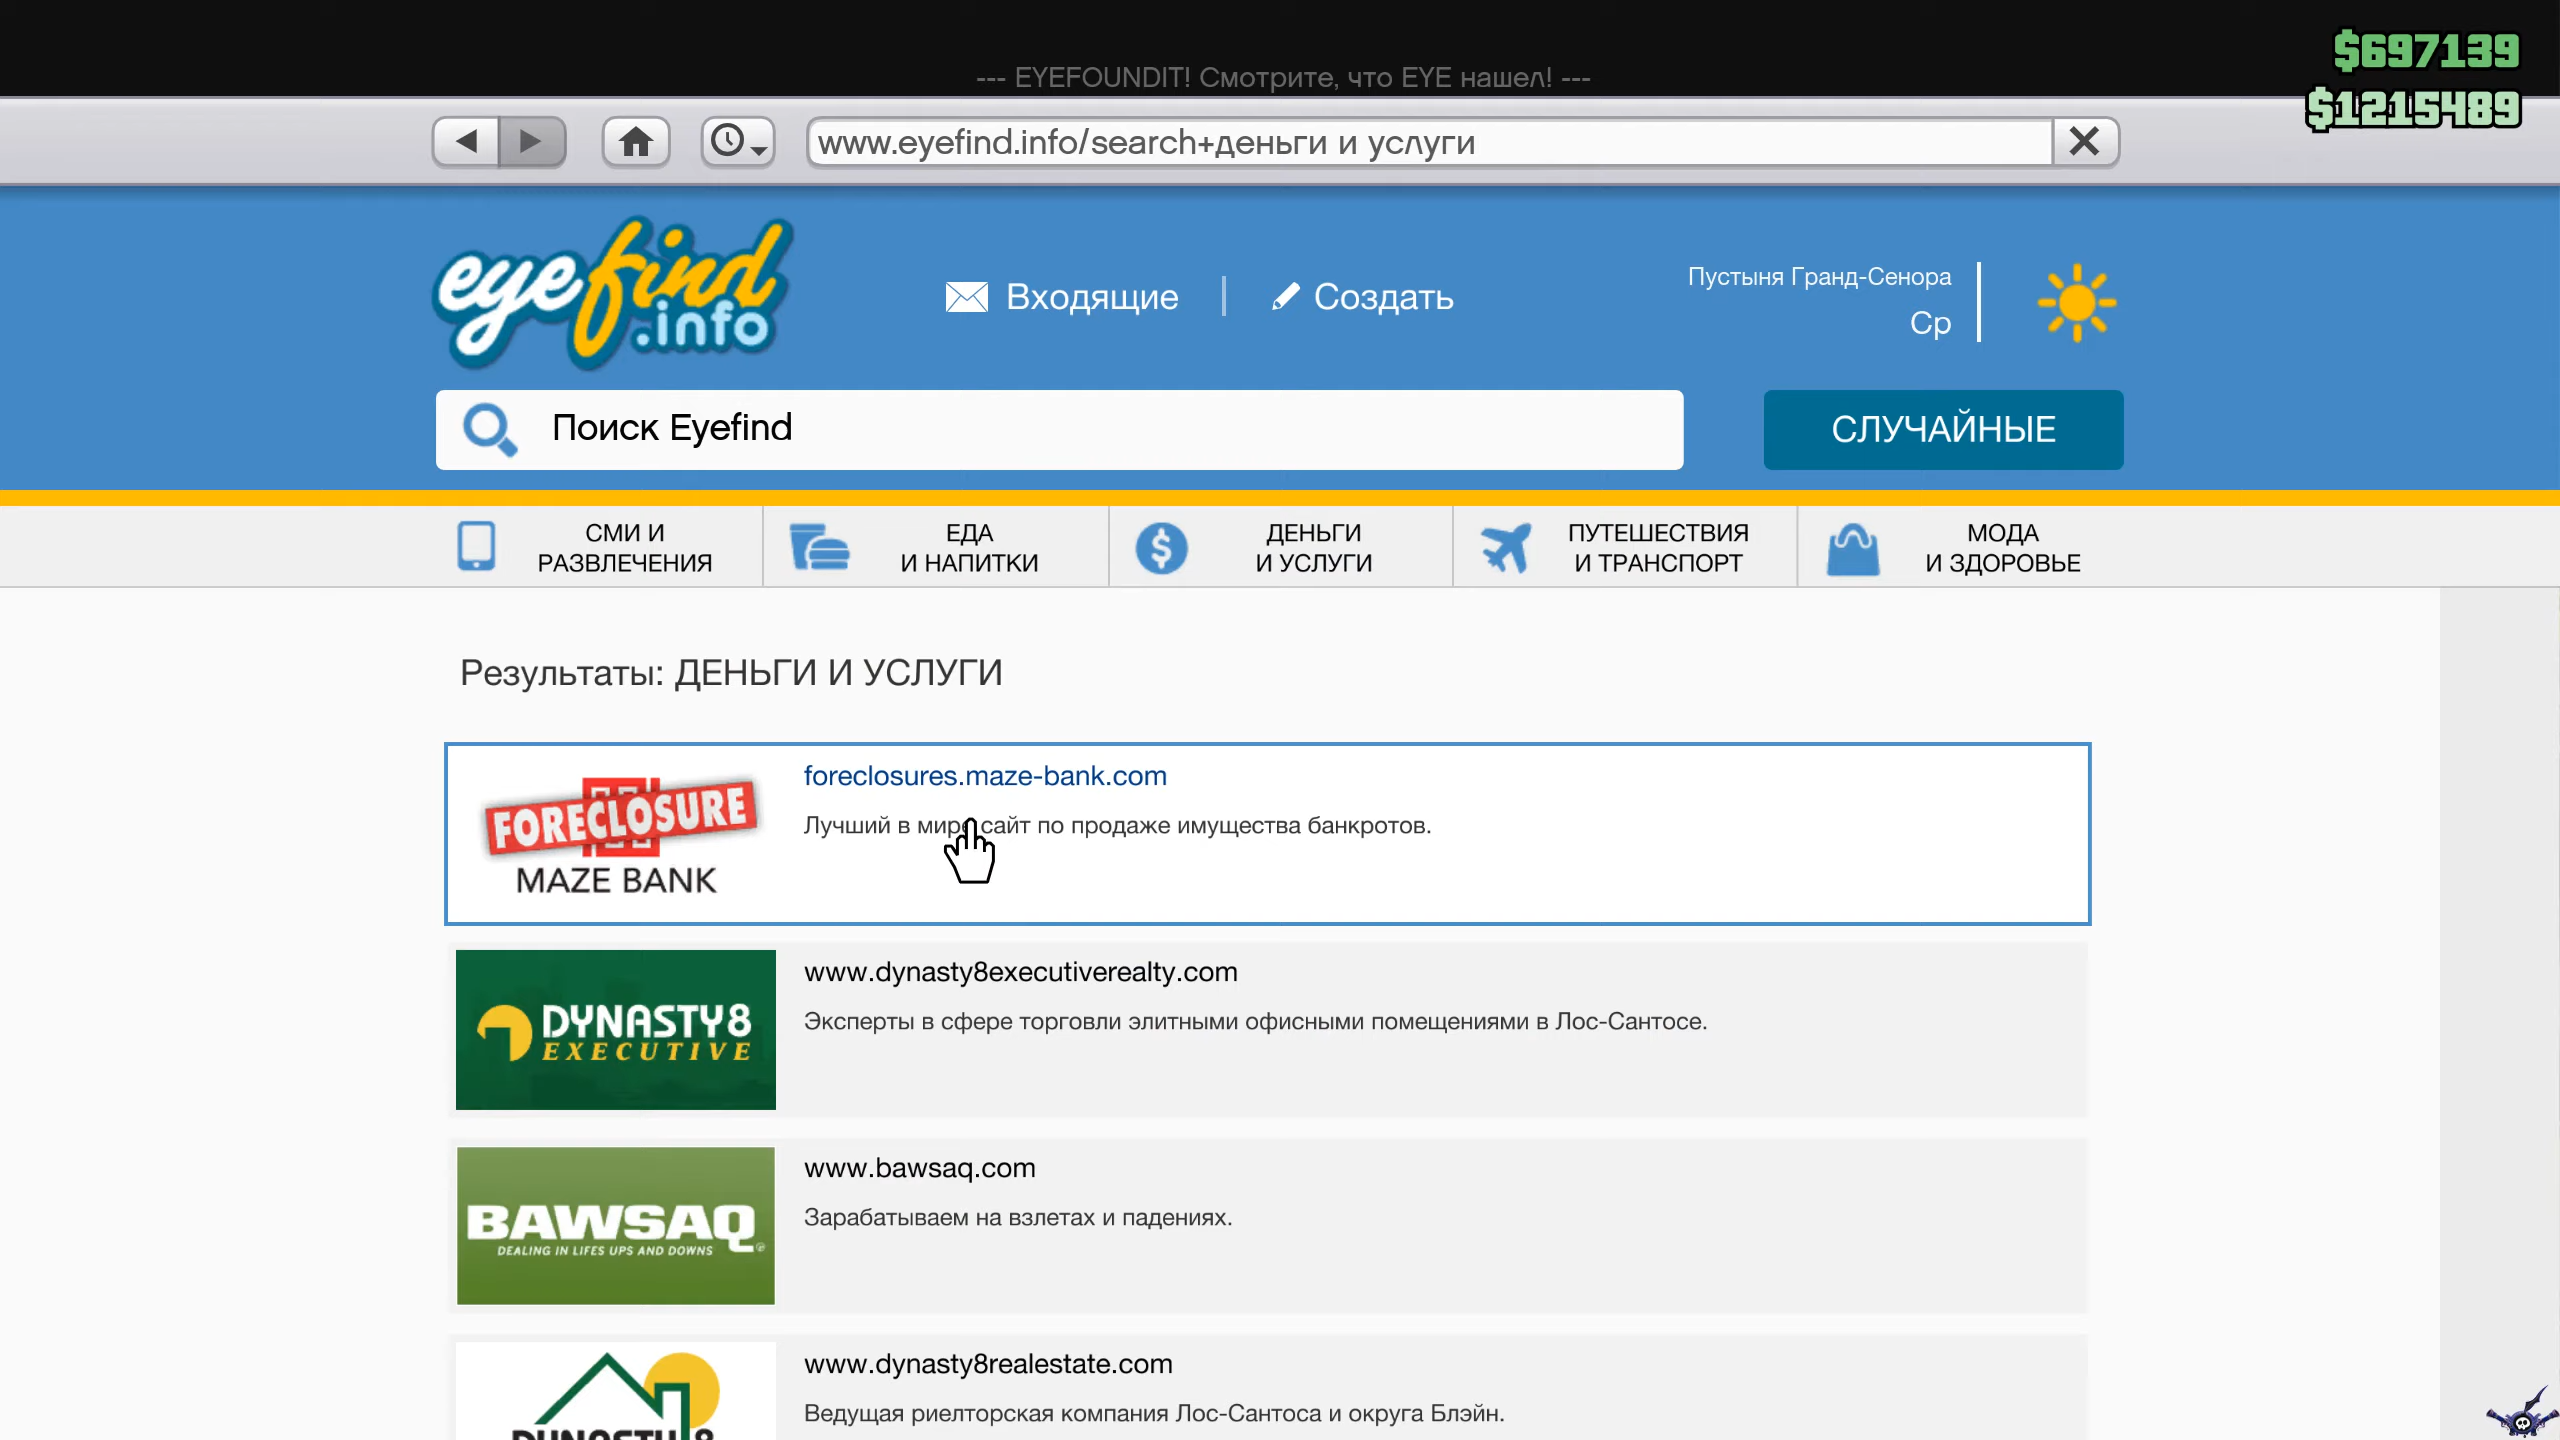 $697139
--- EYEFOUNDIT! Смотрите, что EYE нашел! ---
$1215489
www.eyefind.info/search+деньги и услуги
eyefind
.info
Входящие
Создать
Пустыня Гранд-Сенора
Ср
Поиск Eyefind
СЛУЧАЙНЫЕ
СМИ И
РАЗВЛЕЧЕНИЯ
ЕДА
И НАПИТКИ
ДЕНЬГИ
И УСЛУГИ
ПУТЕШЕСТВИЯ
И ТРАНСПОРТ
МОДА
И ЗДОРОВЬЕ
Результаты: ДЕНЬГИ И УСЛУГИ
FORECLOSURE
MAZE BANK
foreclosures.maze-bank.com
Лучший в мире сайт по продаже имущества банкротов.
DYNASTY8
EXECUTIVE
www.dynasty8executiverealty.com
Эксперты в сфере торговли элитными офисными помещениями в Лос-Сантосе.
BAWSAQ
DEALING IN LIFES UPS AND DOWNS
www.bawsaq.com
Зарабатываем на взлетах и падениях.
DYNASTY 8
www.dynasty8realestate.com
Ведущая риелторская компания Лос-Сантоса и округа Блэйн.